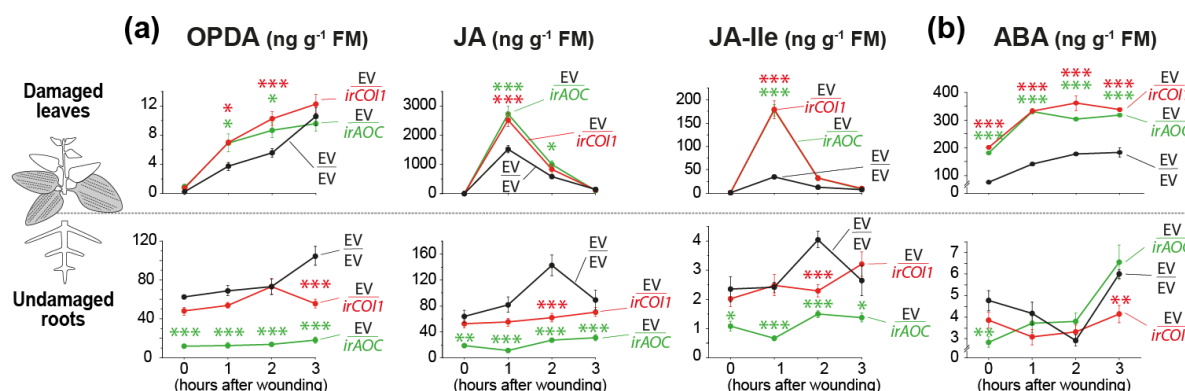 (a) OPDA (ng g⁻¹ FM) JA (ng g⁻¹ FM) JA-Ile (ng g⁻¹ FM) (b) ABA (ng g⁻¹ FM)
Damaged
leaves
Undamaged
roots
12
8
4
0
*
*
***
*
EV
irCOI1
EV
irAOC
EV
EV
3000
2000
1000
0
***
***
*
EV
irAOC
EV
irCOI1
EV
EV
200
150
100
50
0
***
***
EV
irCOI1
EV
irAOC
EV
EV
400
300
200
100
0
***
***
***
***
***
***
***
***
EV
irCOI1
EV
irAOC
EV
EV
120
80
40
0
***
***
***
***
***
EV
EV
EV
irCOI1
EV
irAOC
0 1 2 3
(hours after wounding)
160
120
80
40
0
**
***
***
***
***
EV
EV
EV
irCOI1
EV
irAOC
0 1 2 3
(hours after wounding)
4
3
2
1
0
*
***
***
***
*
EV
EV
EV
irCOI1
EV
irAOC
0 1 2 3
(hours after wounding)
7
6
5
4
3
0
**
**
EV
irAOC
EV
EV
EV
irCOI1
0 1 2 3
(hours after wounding)